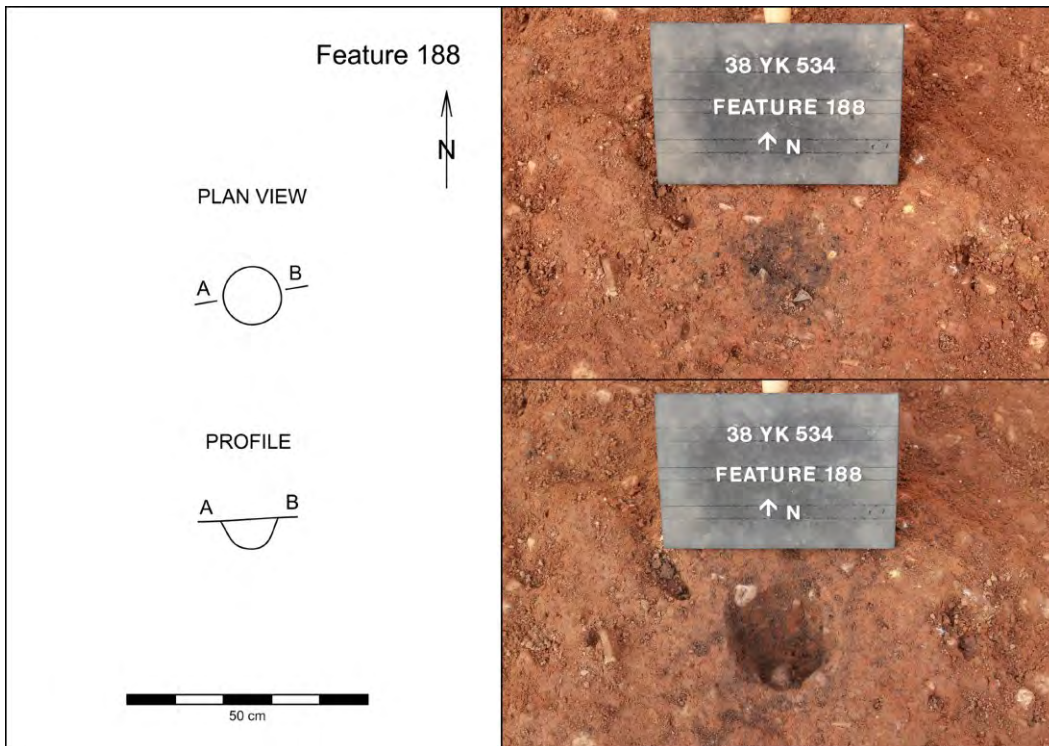 Feature 188
N
PLAN VIEW
A B
PROFILE
A B
50 cm
38 YK 534
FEATURE 188
↑ N
38 YK 534
FEATURE 188
↑ N